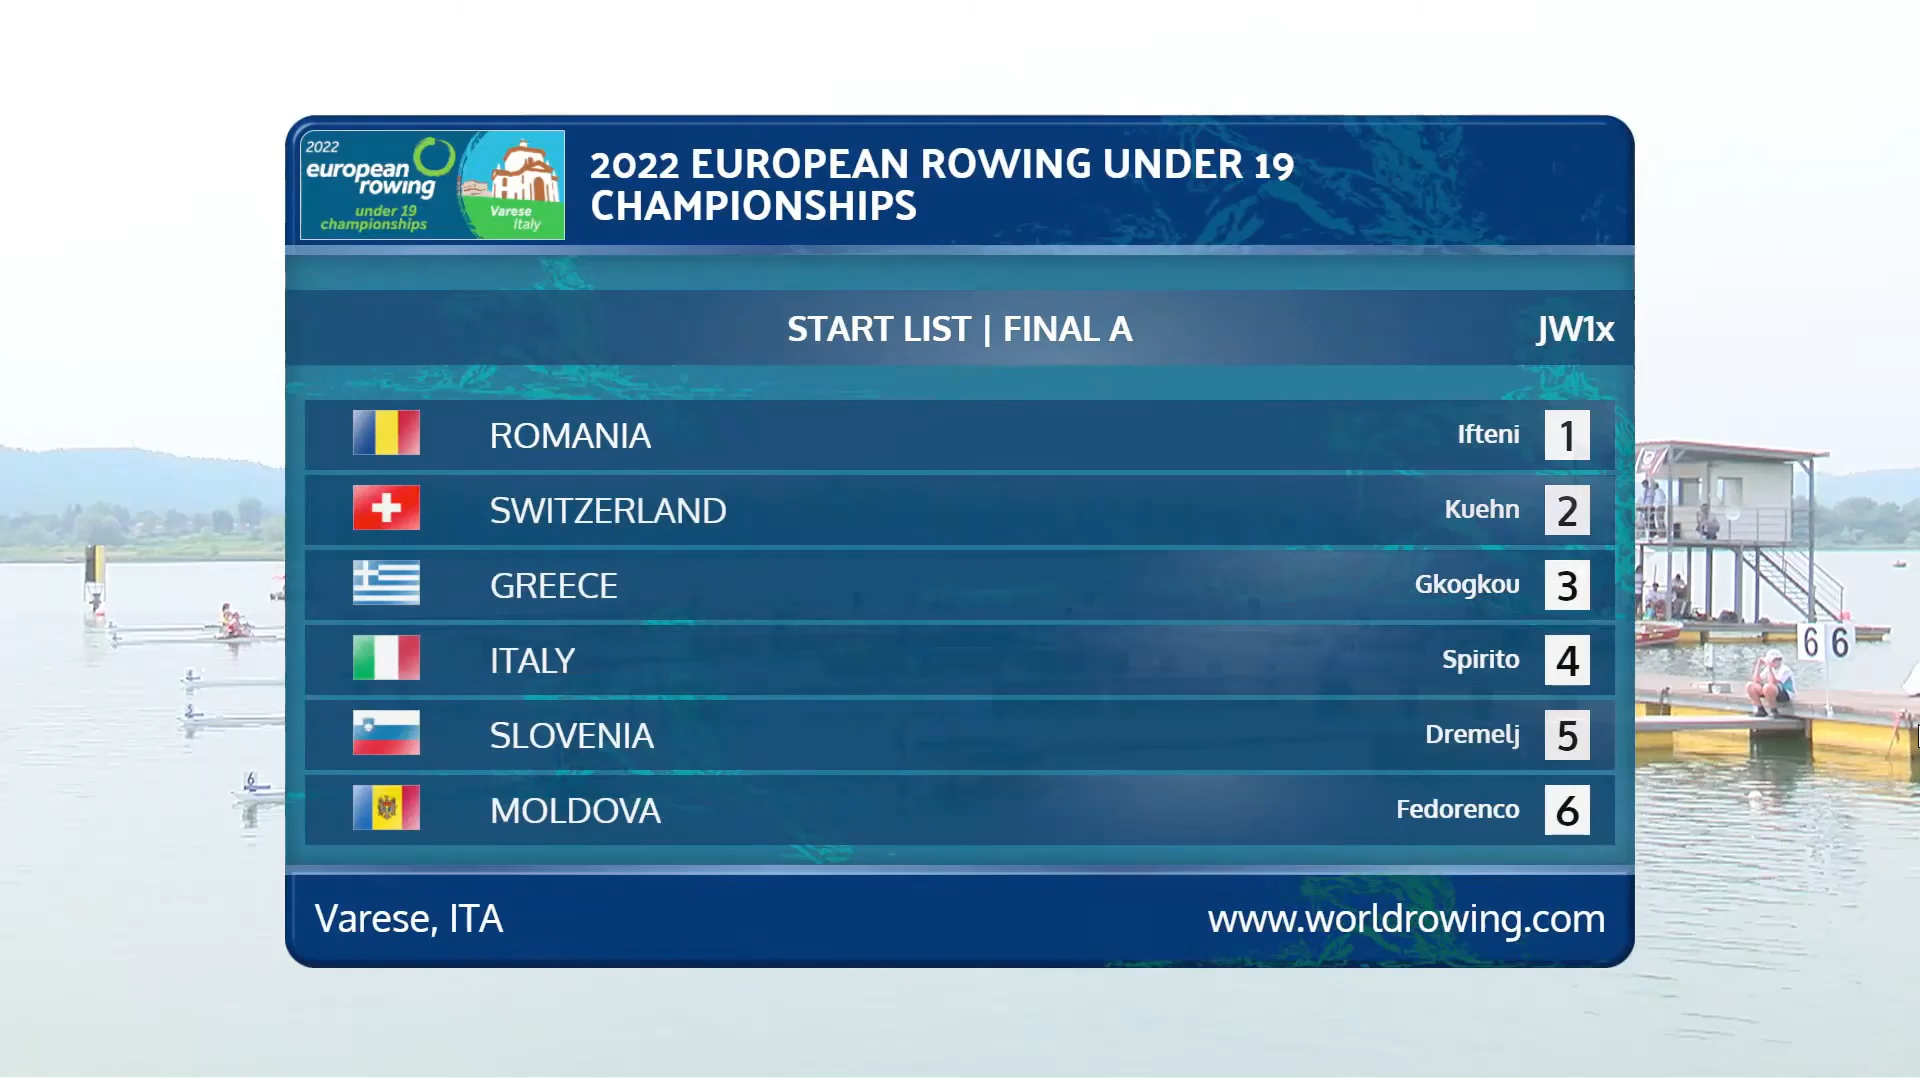 2022
european
rowing
under 19
championships
Varese
Italy
2022 EUROPEAN ROWING UNDER 19
CHAMPIONSHIPS
START LIST | FINAL A
JW1x
ROMANIA Ifteni 1
SWITZERLAND Kuehn 2
GREECE Gkogkou 3
ITALY Spirito 4
SLOVENIA Dremelj 5
MOLDOVA Fedorenco 6
6 6
5
6
Varese, ITA
www.worldrowing.com